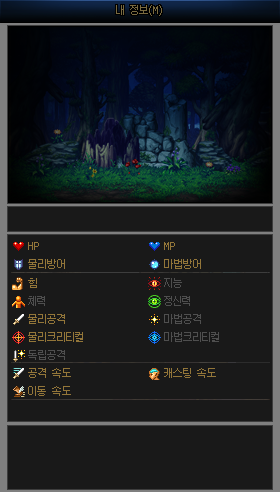 내 정보(M)
HP MP
물리방어 마법방어
힘 지능
체력 정신력
물리공격 마법공격
물리크리티컬 마법크리티컬
독립공격
공격 속도 캐스팅 속도
이동 속도